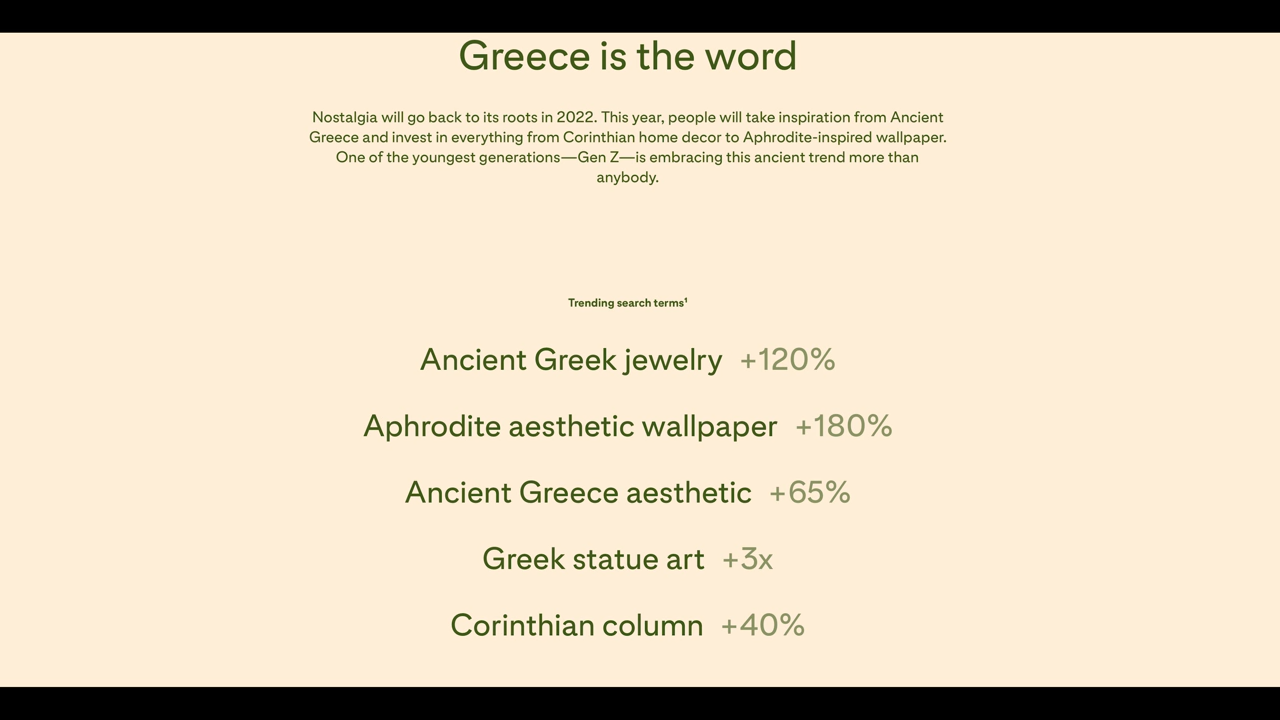 Greece is the word
Nostalgia will go back to its roots in 2022. This year, people will take inspiration from Ancient
Greece and invest in everything from Corinthian home decor to Aphrodite-inspired wallpaper.
One of the youngest generations—Gen Z—is embracing this ancient trend more than
anybody.
Trending search terms¹
Ancient Greek jewelry +120%
Aphrodite aesthetic wallpaper +180%
Ancient Greece aesthetic +65%
Greek statue art +3x
Corinthian column +40%